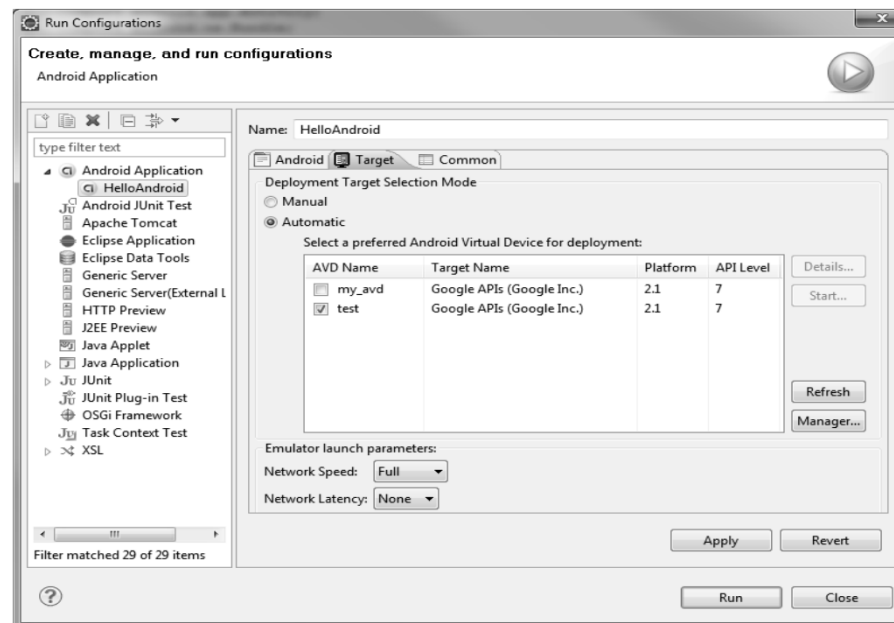 Run Configurations
Create, manage, and run configurations
Android Application
type filter text
Android Application
HelloAndroid
Android JUnit Test
Apache Tomcat
Eclipse Application
Eclipse Data Tools
Generic Server
Generic Server(External L
HTTP Preview
J2EE Preview
Java Applet
Java Application
JUnit
JUnit Plug-in Test
OSGi Framework
Task Context Test
XSL
Filter matched 29 of 29 items
Name: HelloAndroid
Android Target Common
Deployment Target Selection Mode
Manual
Automatic
Select a preferred Android Virtual Device for deployment:
AVD Name Target Name Platform API Level
my_avd Google APIs (Google Inc.) 2.1 7
test Google APIs (Google Inc.) 2.1 7
Details...
Start...
Refresh
Manager...
Emulator launch parameters:
Network Speed: Full
Network Latency: None
Apply Revert
Run Close